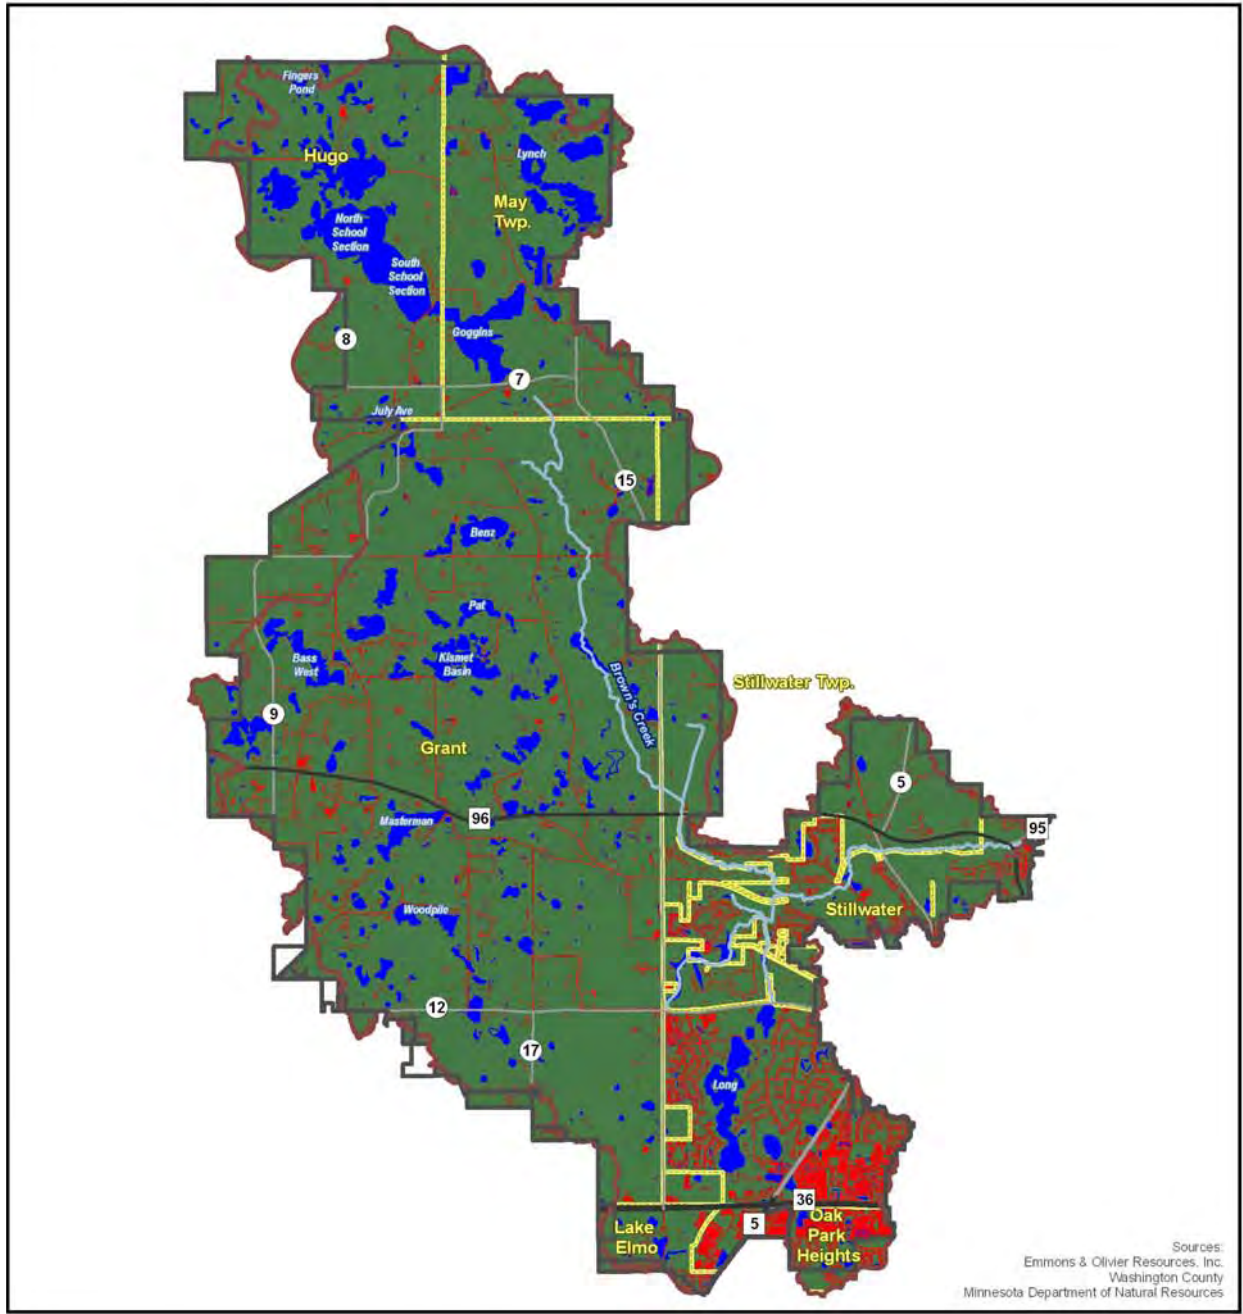 Fingers
Pond
Hugo
Lynch
May
Twp.
North
School
Section
South
School
Section
Goggins
8
7
July Ave
15
Benz
Pat
Bass
West
Kismet
Basin
Brown's Creek
Stillwater Twp.
9
Grant
5
Masterman
96
95
Woodpile
Stillwater
12
17
Long
36
5
Lake
Elmo
Oak
Park
Heights
Sources:
Emmons & Olivier Resources, Inc.
Washington County
Minnesota Department of Natural Resources